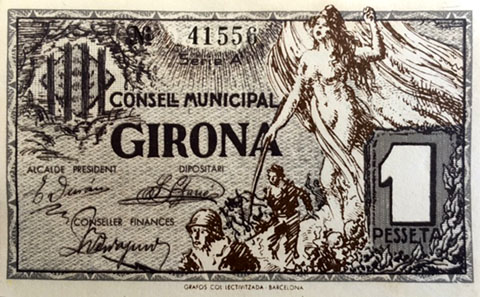 № 41556
Serie A
CONSELL MUNICIPAL
GIRONA
ALCALDE PRESIDENT
DIPOSITARI
CONSELLER FINANCES
1
PESSETA
GRAFOS COL·LECTIVITZADA - BARCELONA